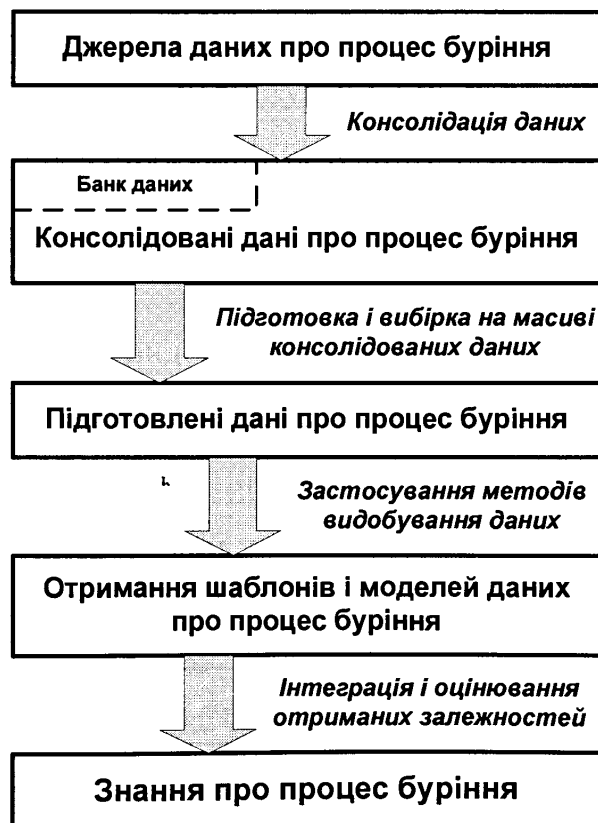 Джерела даних про процес буріння
Консолідація даних
Банк даних
Консолідовані дані про процес буріння
Підготовка і вибірка на масиві
консолідованих даних
Підготовлені дані про процес буріння
Застосування методів
видобування даних
Отримання шаблонів і моделей даних
про процес буріння
Інтеграція і оцінювання
отриманих залежностей
Знання про процес буріння